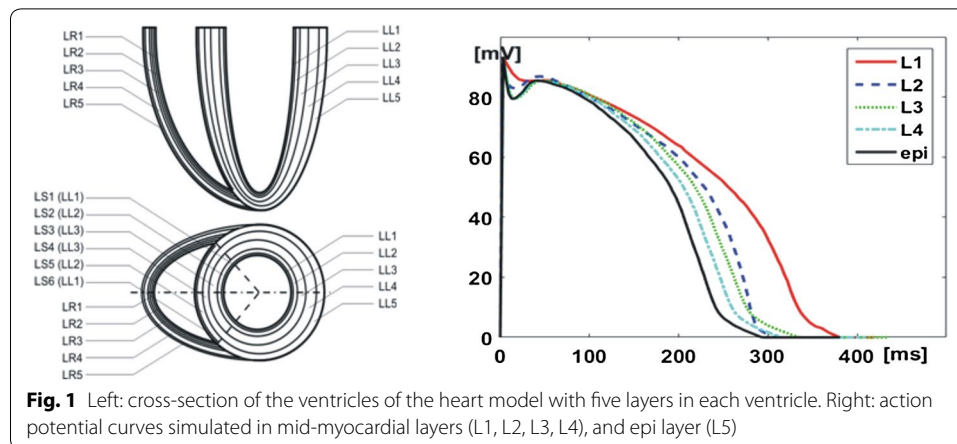 LR1
LR2
LR3
LR4
LR5
LL1
LL2
LL3
LL4
LL5
LS1 (LL1)
LS2 (LL2)
LS3 (LL3)
LS4 (LL3)
LS5 (LL2)
LS6 (LL1)
LR1
LR2
LR3
LR4
LR5
LL1
LL2
LL3
LL4
LL5
[mV]
80
60
40
20
0
0 100 200 300 400 [ms]
L1
L2
L3
L4
epi
Fig. 1 Left: cross-section of the ventricles of the heart model with five layers in each ventricle. Right: action
potential curves simulated in mid-myocardial layers (L1, L2, L3, L4), and epi layer (L5)